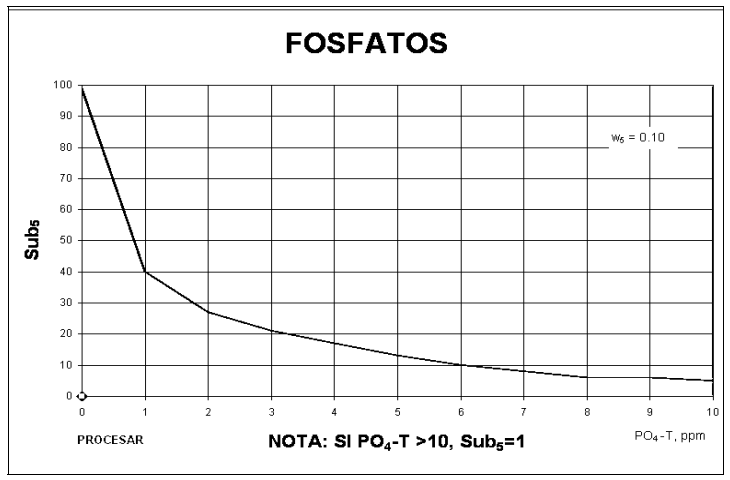 FOSFATOS
100
90
80
70
60
50
40
30
20
10
0
Sub₅
w₅ = 0.10
0 1 2 3 4 5 6 7 8 9 10
PROCESAR
NOTA: SI PO₄-T >10, Sub₅=1
PO₄-T, ppm